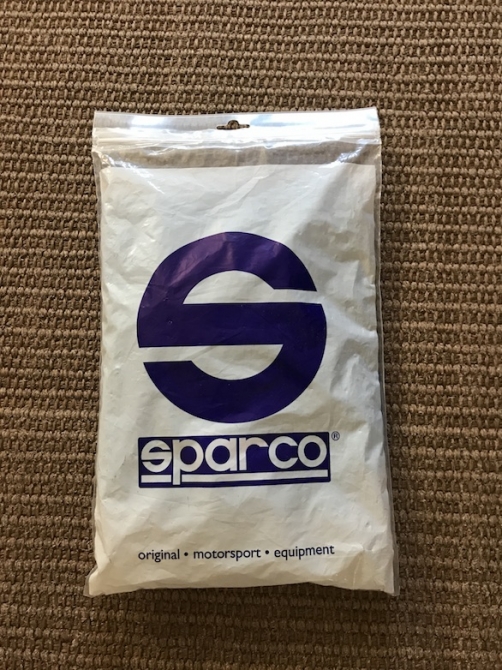 sparco®
original • motorsport • equipment